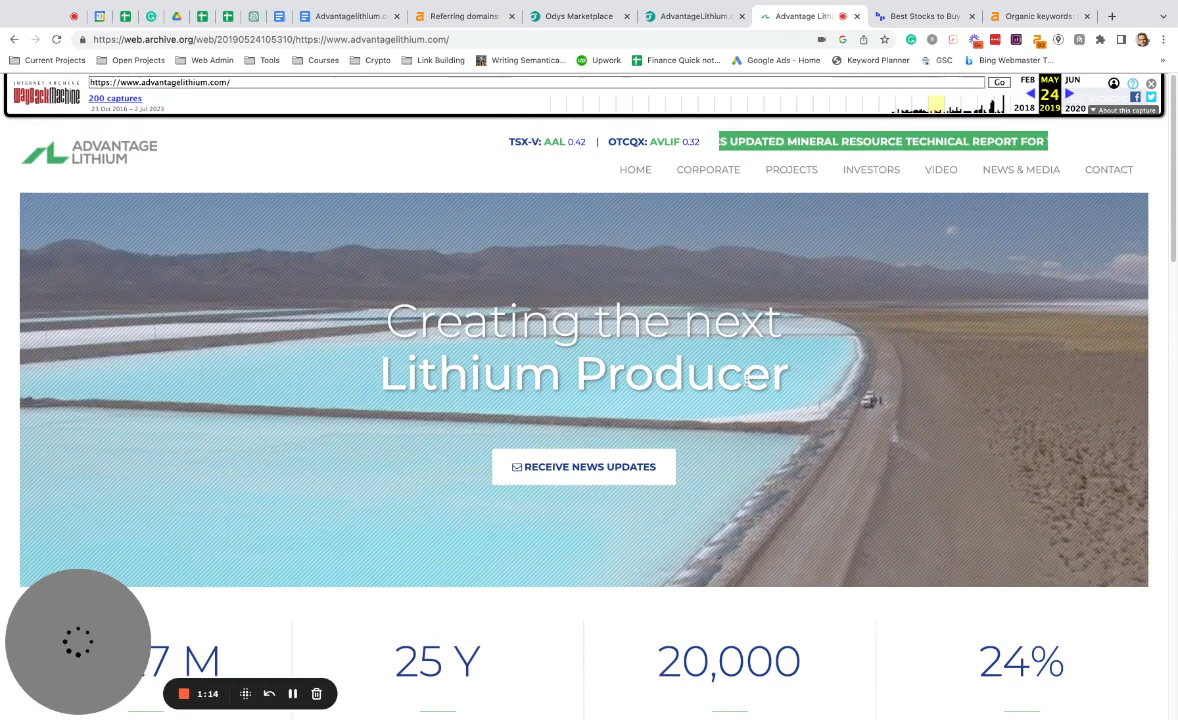 AdvantageLithium.c
Referring domains:
Odys Marketplace
AdvantageLithium.
Advantage Lith
Best Stocks to Buy
Organic keywords:
https://web.archive.org/web/20190524105310/https://www.advantagelithium.com/
Current Projects
Open Projects
Web Admin
Tools
Courses
Crypto
Link Building
Writing Semantica...
Upwork
Finance Quick not...
Google Ads - Home
Keyword Planner
GSC
Bing Webmaster T...
»
INTERNET ARCHIVE
WayBackMachine
https://www.advantagelithium.com/
Go
FEB MAY JUN
200 captures
24
23 Oct 2016 – 2 Jul 2023
2018 2019 2020
About this capture
ADVANTAGE
LITHIUM
TSX-V: AAL 0.42 | OTCQX: AVLIF 0.32
S UPDATED MINERAL RESOURCE TECHNICAL REPORT FOR
HOME
CORPORATE
PROJECTS
INVESTORS
VIDEO
NEWS & MEDIA
CONTACT
Creating the next
Lithium Producer
RECEIVE NEWS UPDATES
7 M
25 Y
20,000
24%
1:14